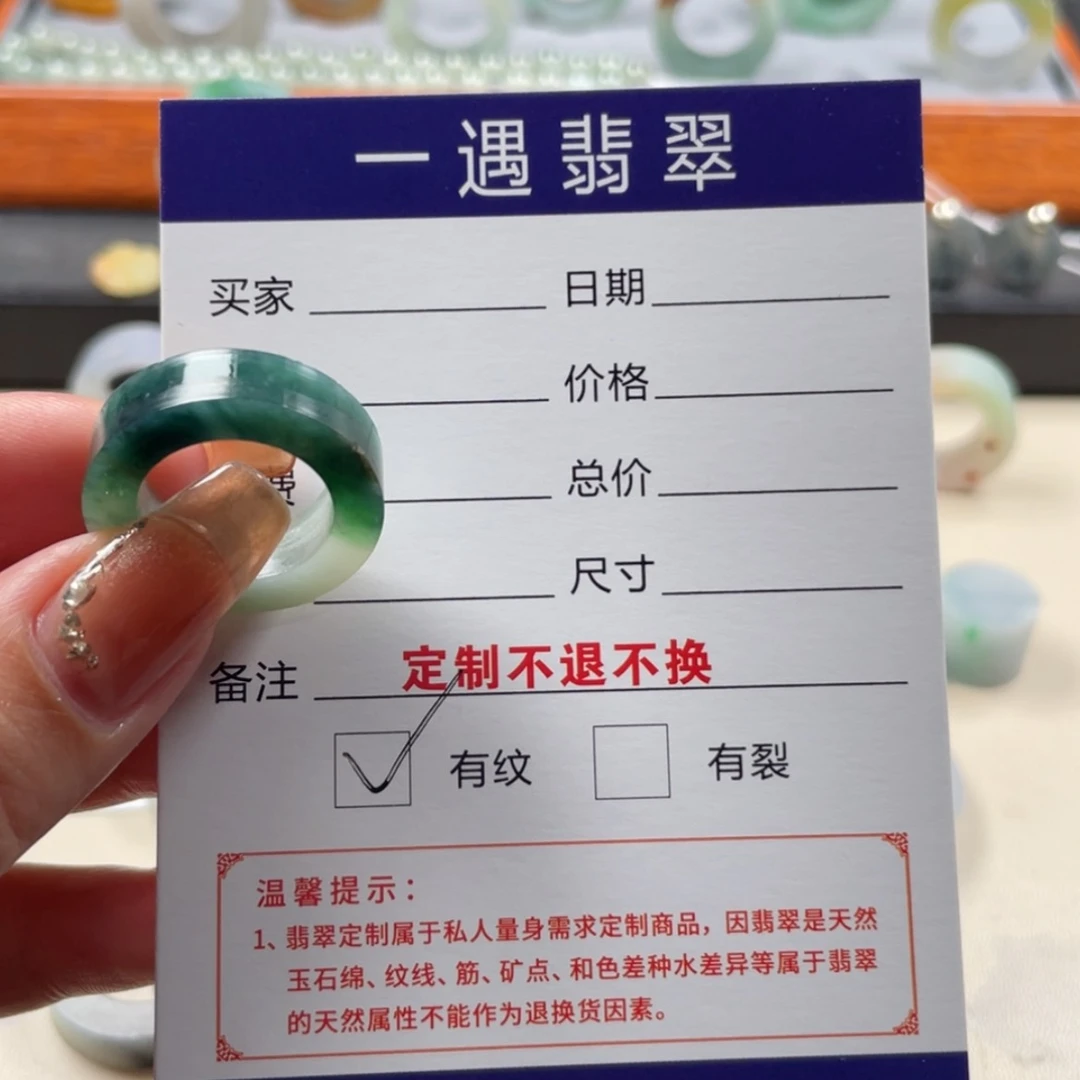 一遇翡翠
买家 日期
价格
费 总价
尺寸
备注 定制不退不换
有纹 有裂
温馨提示：
1、翡翠定制属于私人量身需求定制商品，因翡翠是天然
玉石绵、纹线、筋、矿点、和色差种水差异等属于翡翠
的天然属性不能作为退换货因素。